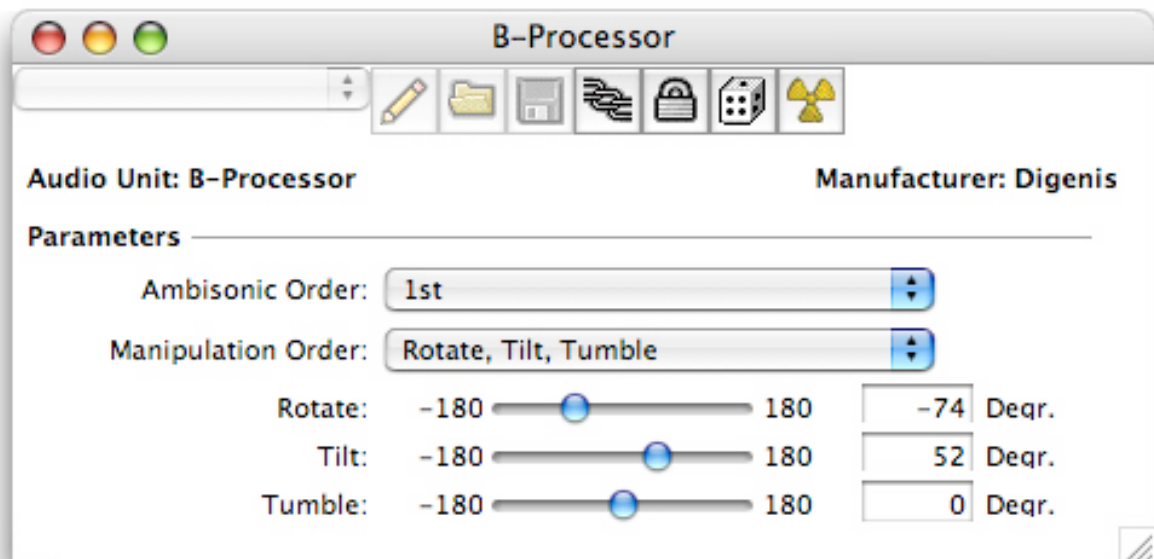 B-Processor
Audio Unit: B-Processor Manufacturer: Digenis
Parameters
Ambisonic Order: 1st
Manipulation Order: Rotate, Tilt, Tumble
Rotate: -180 180 -74 Degr.
Tilt: -180 180 52 Degr.
Tumble: -180 180 0 Degr.